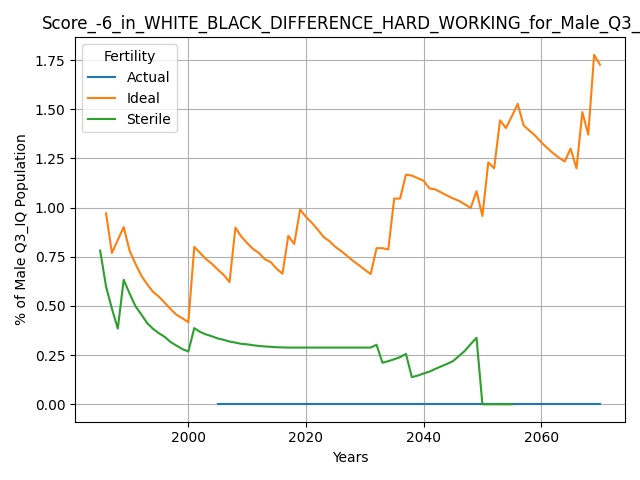 Score_-6_in_WHITE_BLACK_DIFFERENCE_HARD_WORKING_for_Male_Q3_
Fertility
Actual
Ideal
Sterile
% of Male Q3_IQ Population
1.75
1.50
1.25
1.00
0.75
0.50
0.25
0.00
2000 2020 2040 2060
Years